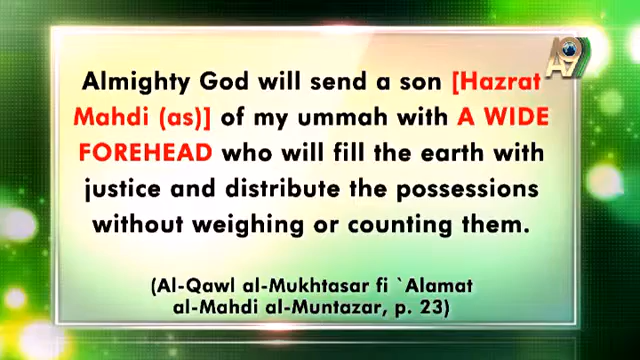 A9
Almighty God will send a son [Hazrat
Mahdi (as)] of my ummah with A WIDE
FOREHEAD who will fill the earth with
justice and distribute the possessions
without weighing or counting them.
(Al-Qawl al-Mukhtasar fi `Alamat
al-Mahdi al-Muntazar, p. 23)